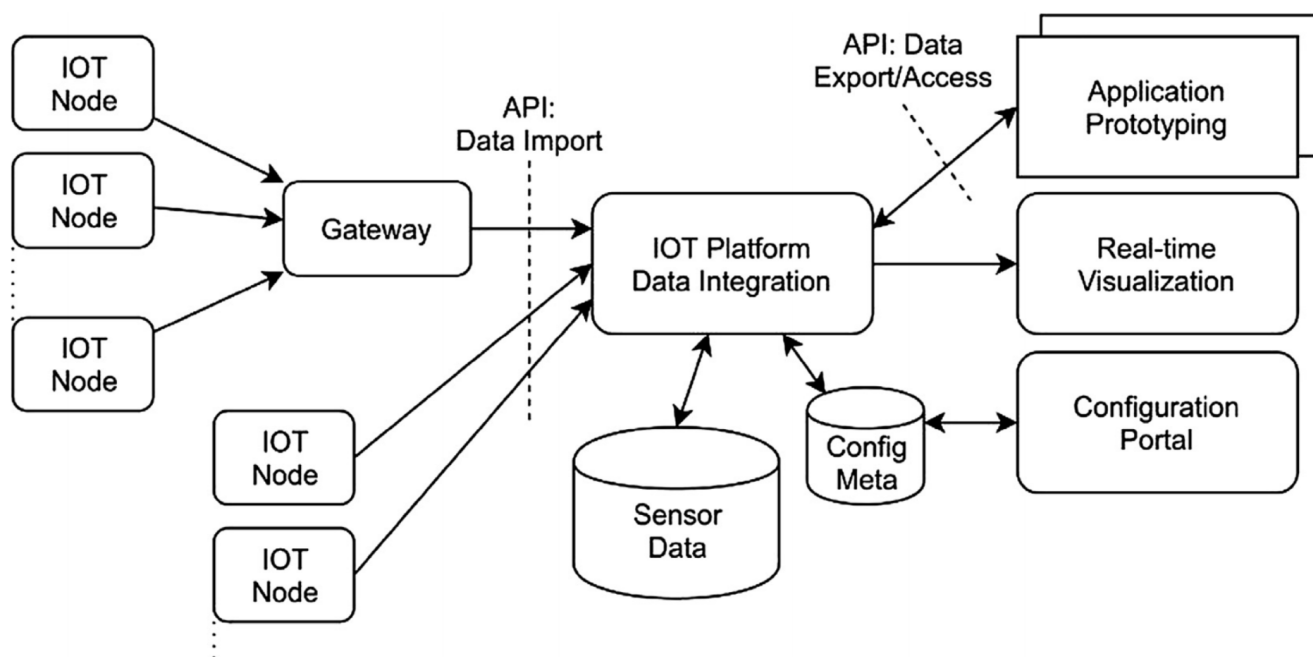 IOT
Node
IOT
Node
IOT
Node
Gateway
API:
Data Import
IOT
Node
IOT
Node
IOT Platform
Data Integration
API: Data
Export/Access
Application
Prototyping
Real-time
Visualization
Configuration
Portal
Config
Meta
Sensor
Data